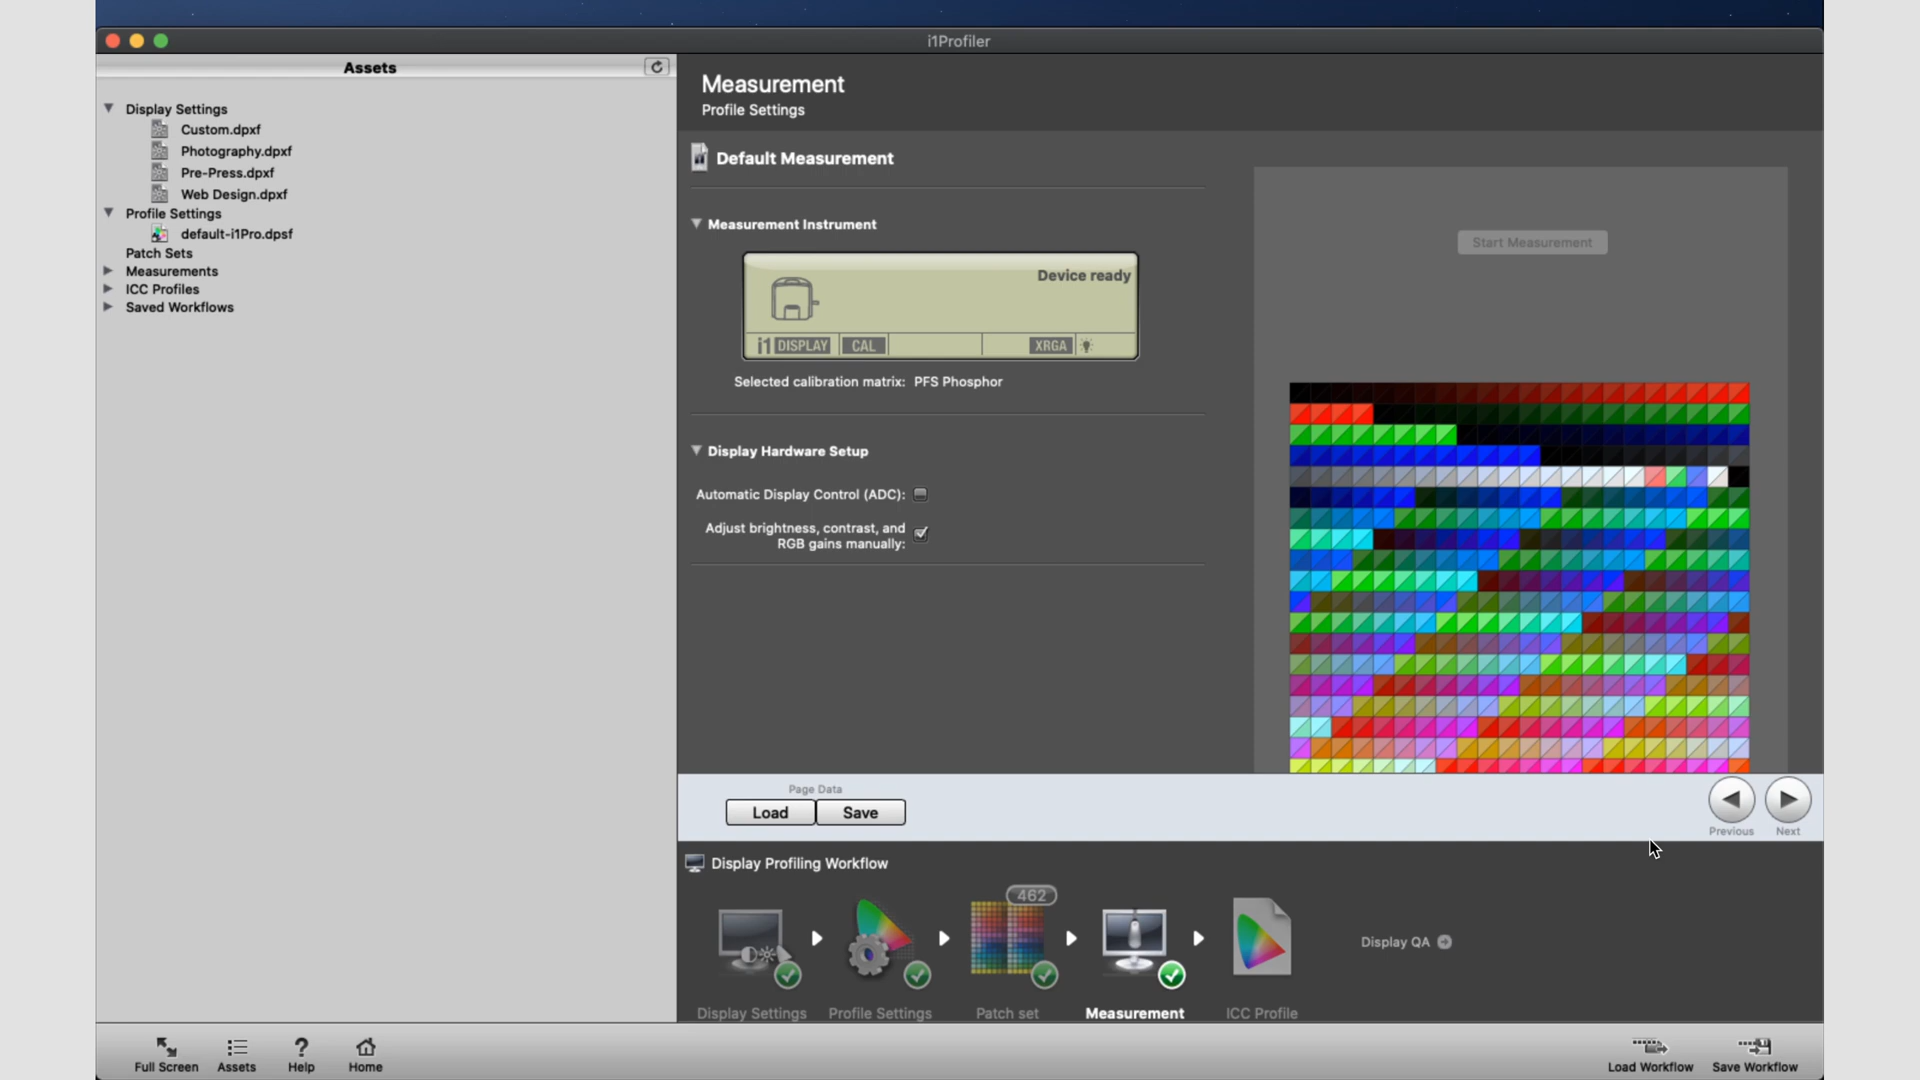 i1Profiler
Assets
Display Settings
Custom.dpxf
Photography.dpxf
Pre-Press.dpxf
Web Design.dpxf
Profile Settings
default-i1Pro.dpsf
Patch Sets
Measurements
ICC Profiles
Saved Workflows
Measurement
Profile Settings
Default Measurement
Measurement Instrument
Device ready
i1 DISPLAY CAL XRGA
Selected calibration matrix: PFS Phosphor
Display Hardware Setup
Automatic Display Control (ADC):
Adjust brightness, contrast, and
RGB gains manually:
Start Measurement
Page Data
Load Save
Previous Next
Display Profiling Workflow
462
Display QA
Display Settings Profile Settings Patch set Measurement ICC Profile
Full Screen Assets Help Home Load Workflow Save Workflow